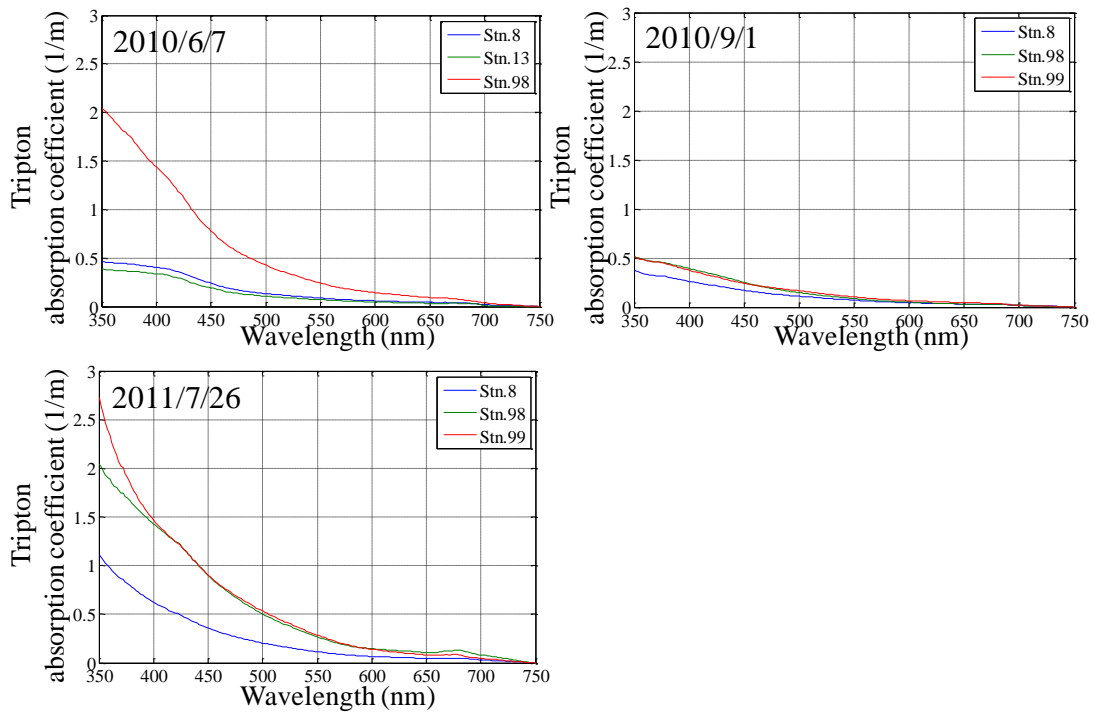 2010/6/7
Stn.8
Stn.13
Stn.98
3
2.5
2
1.5
1
0.5
0
350 400 450 500 550 600 650 700 750
Wavelength (nm)
Tripton
absorption coefficient (1/m)
2010/9/1
Stn.8
Stn.98
Stn.99
3
2.5
2
1.5
1
0.5
0
350 400 450 500 550 600 650 700 750
Wavelength (nm)
Tripton
absorption coefficient (1/m)
2011/7/26
Stn.8
Stn.98
Stn.99
3
2.5
2
1.5
1
0.5
0
350 400 450 500 550 600 650 700 750
Wavelength (nm)
Tripton
absorption coefficient (1/m)